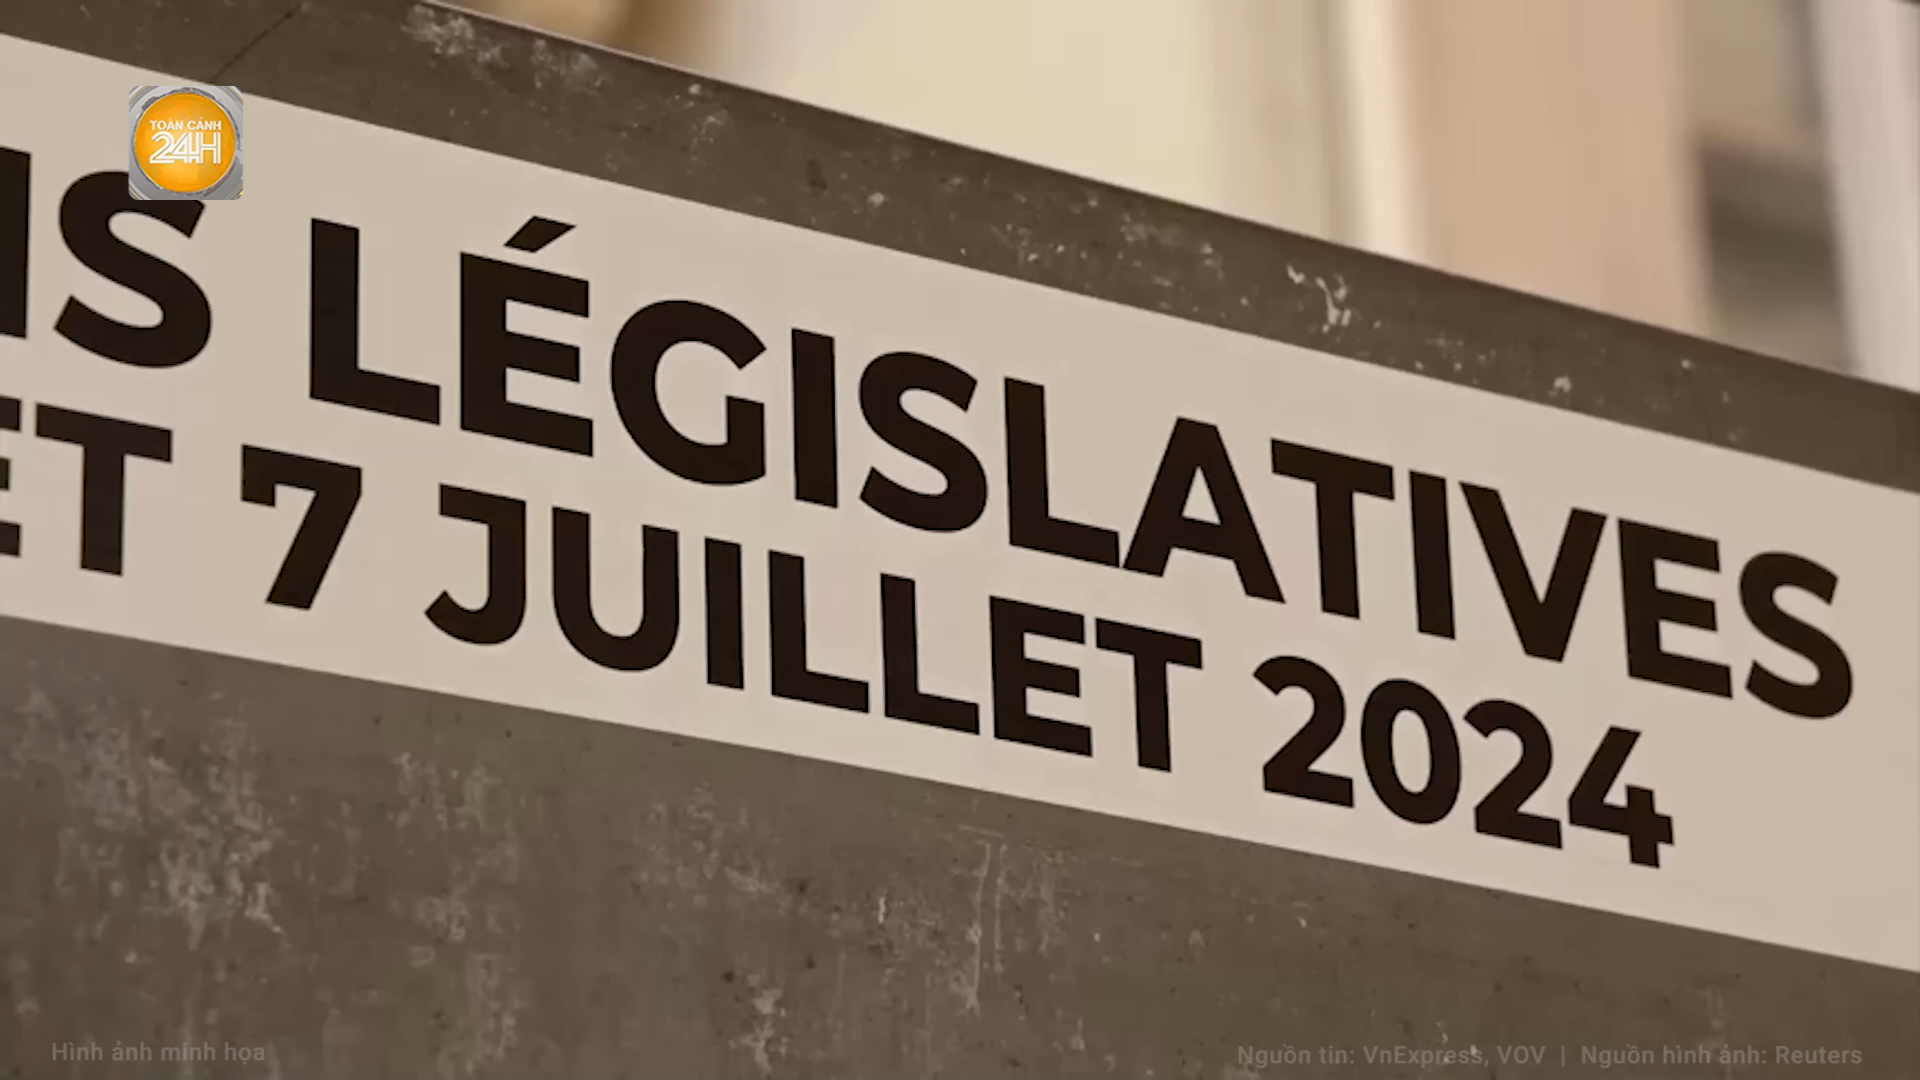 TOÀN CẢNH
24H
NS LÉGISLATIVES
ET 7 JUILLET 2024
Hình ảnh minh họa
Nguồn tin: VnExpress, VOV | Nguồn hình ảnh: Reuters